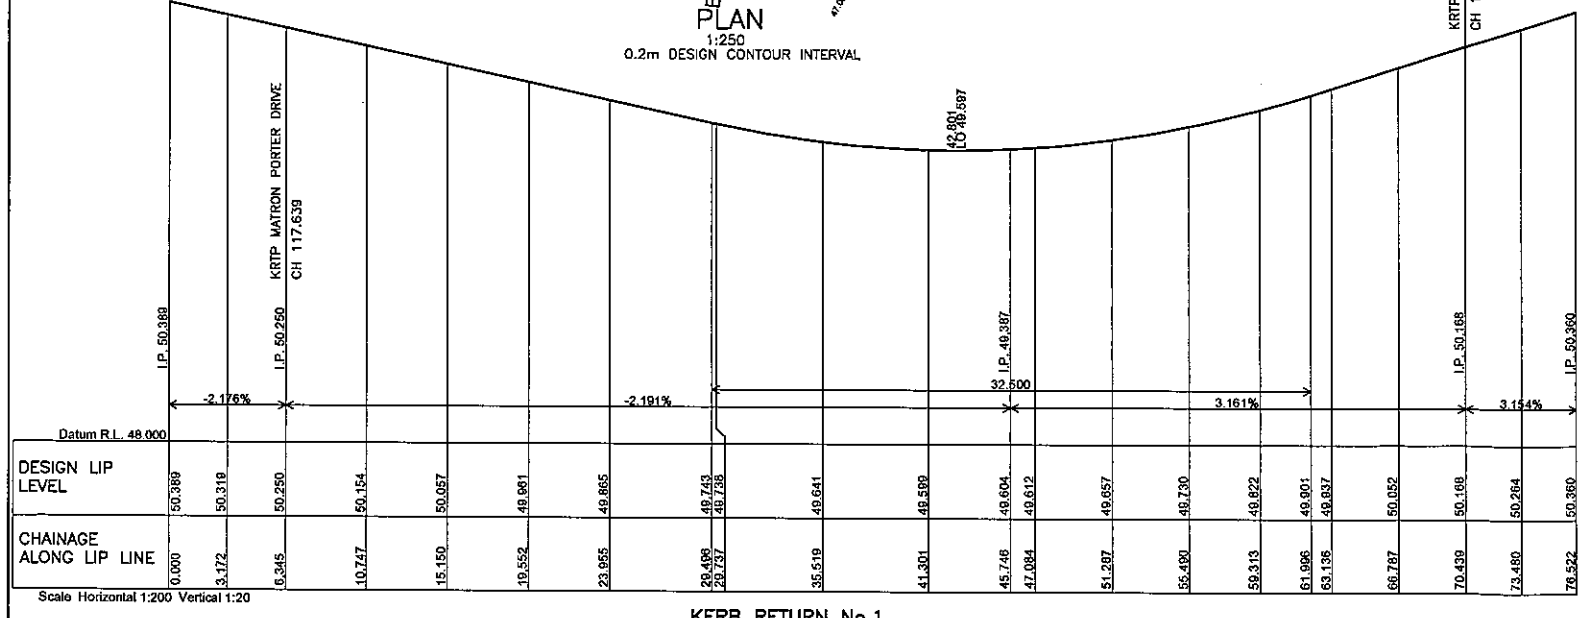 PLAN
1:250
0.2m DESIGN CONTOUR INTERVAL
KRTP
CH
42.801
LO 49.597
KRTP MATRON PORTER DRIVE
CH 117.639
I.P. 50.389
I.P. 50.250
I.P. 49.387
I.P. 50.168
I.P. 50.360
32.500
-2.176%
-2.191%
3.161%
3.154%
Datum R.L. 48.000
DESIGN LIP
LEVEL
50.389 50.319 50.250 50.154 50.057 49.961 49.865 49.743 49.738 49.641 49.599 49.604 49.612 49.657 49.730 49.822 49.901 49.937 50.052 50.168 50.264 50.360
CHAINAGE
ALONG LIP LINE
0.000 3.172 6.345 10.747 15.150 19.552 23.955 29.496 29.737 35.519 41.301 45.746 47.084 51.287 55.490 59.313 61.996 63.136 66.787 70.439 73.480 76.522
Scale Horizontal 1:200 Vertical 1:20
KERB RETURN No.1